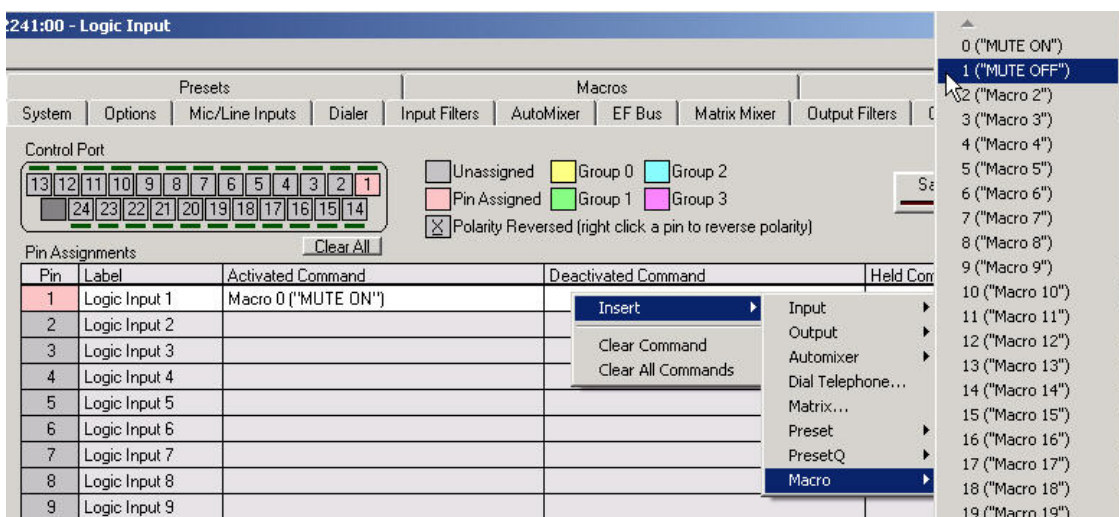 2241:00 - Logic Input
Presets
Macros
System
Options
Mic/Line Inputs
Dialer
Input Filters
AutoMixer
EF Bus
Matrix Mixer
Output Filters
Control Port
13 12 11 10 9 8 7 6 5 4 3 2 1
24 23 22 21 20 19 18 17 16 15 14
Unassigned
Group 0
Group 2
Pin Assigned
Group 1
Group 3
X Polarity Reversed (right click a pin to reverse polarity)
Sa
Pin Assignments
Clear All
Pin Label Activated Command Deactivated Command Held Com
1 Logic Input 1 Macro 0 ("MUTE ON")
2 Logic Input 2
3 Logic Input 3
4 Logic Input 4
5 Logic Input 5
6 Logic Input 6
7 Logic Input 7
8 Logic Input 8
9 Logic Input 9
Insert
Clear Command
Clear All Commands
Input
Output
Automixer
Dial Telephone...
Matrix...
Preset
PresetQ
Macro
0 ("MUTE ON")
1 ("MUTE OFF")
2 ("Macro 2")
3 ("Macro 3")
4 ("Macro 4")
5 ("Macro 5")
6 ("Macro 6")
7 ("Macro 7")
8 ("Macro 8")
9 ("Macro 9")
10 ("Macro 10")
11 ("Macro 11")
12 ("Macro 12")
13 ("Macro 13")
14 ("Macro 14")
15 ("Macro 15")
16 ("Macro 16")
17 ("Macro 17")
18 ("Macro 18")
19 ("Macro 19")